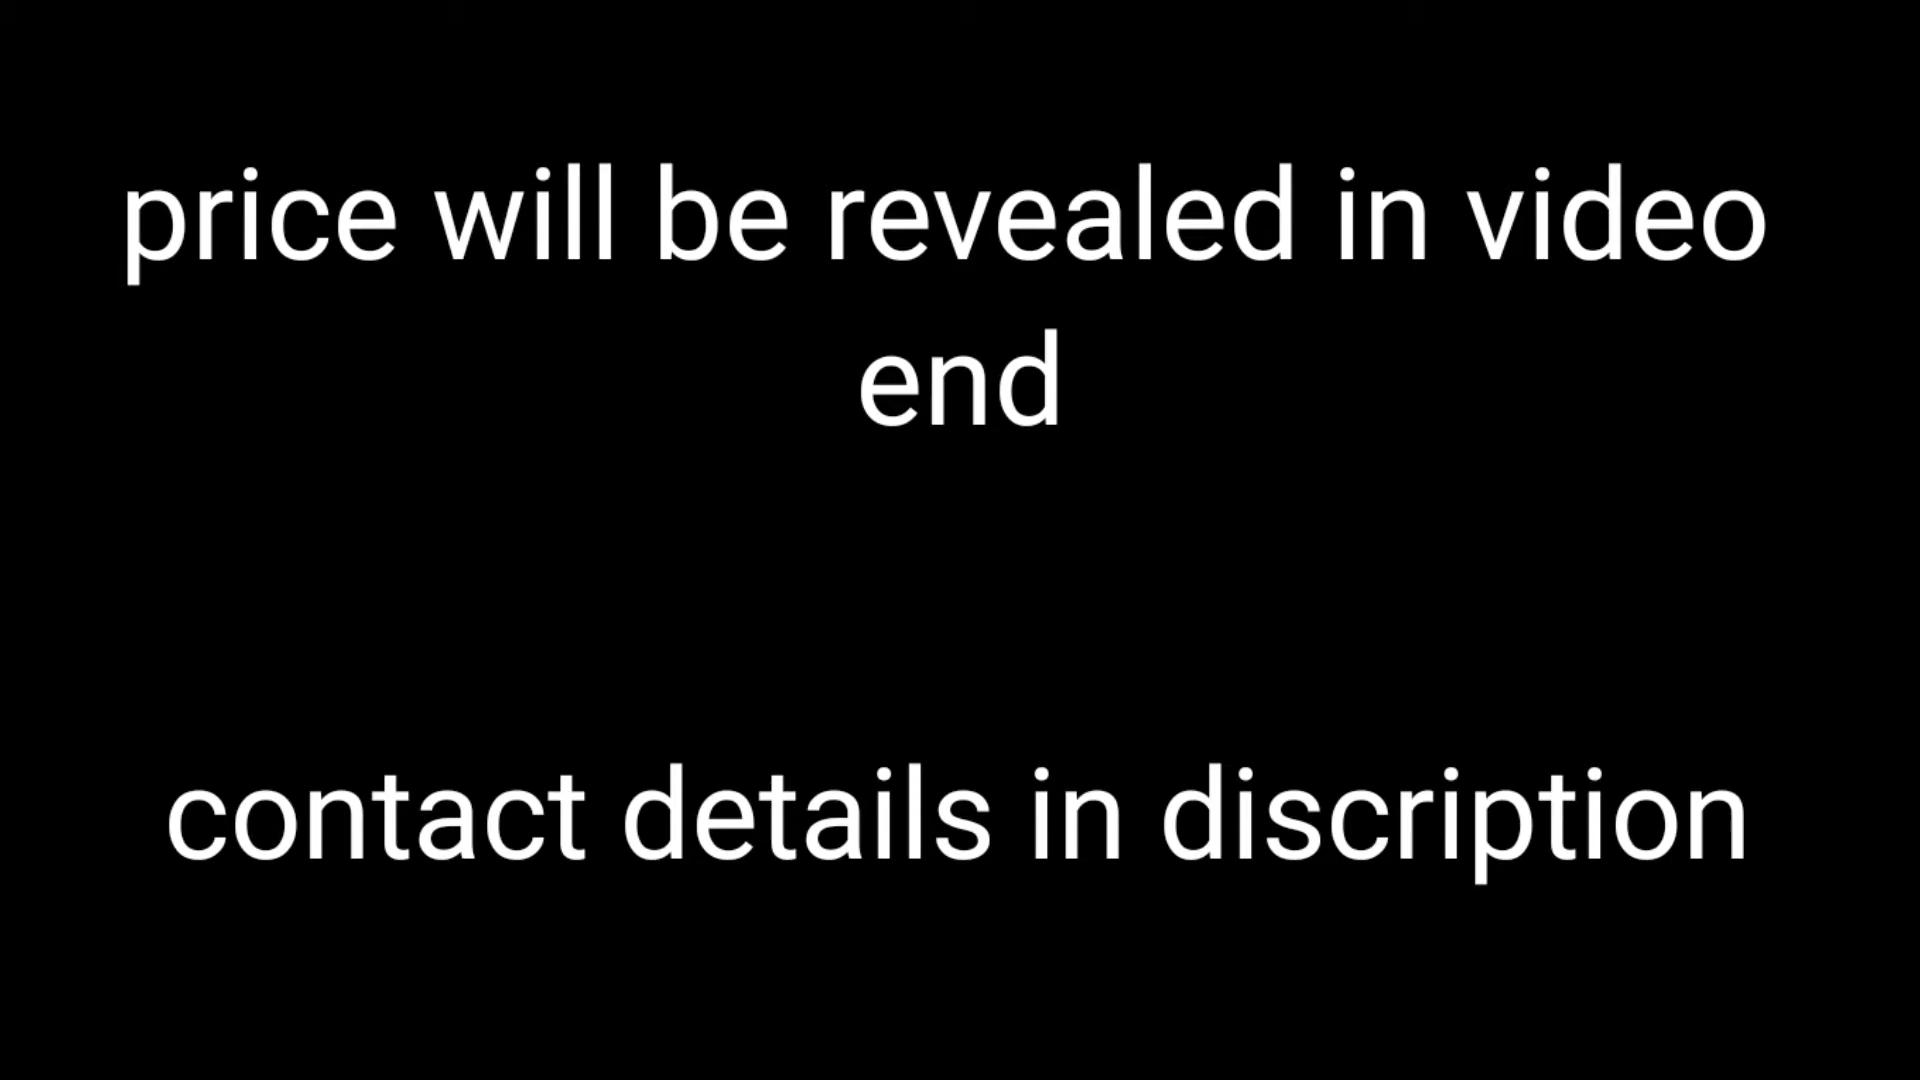 price will be revealed in video
end
contact details in discription